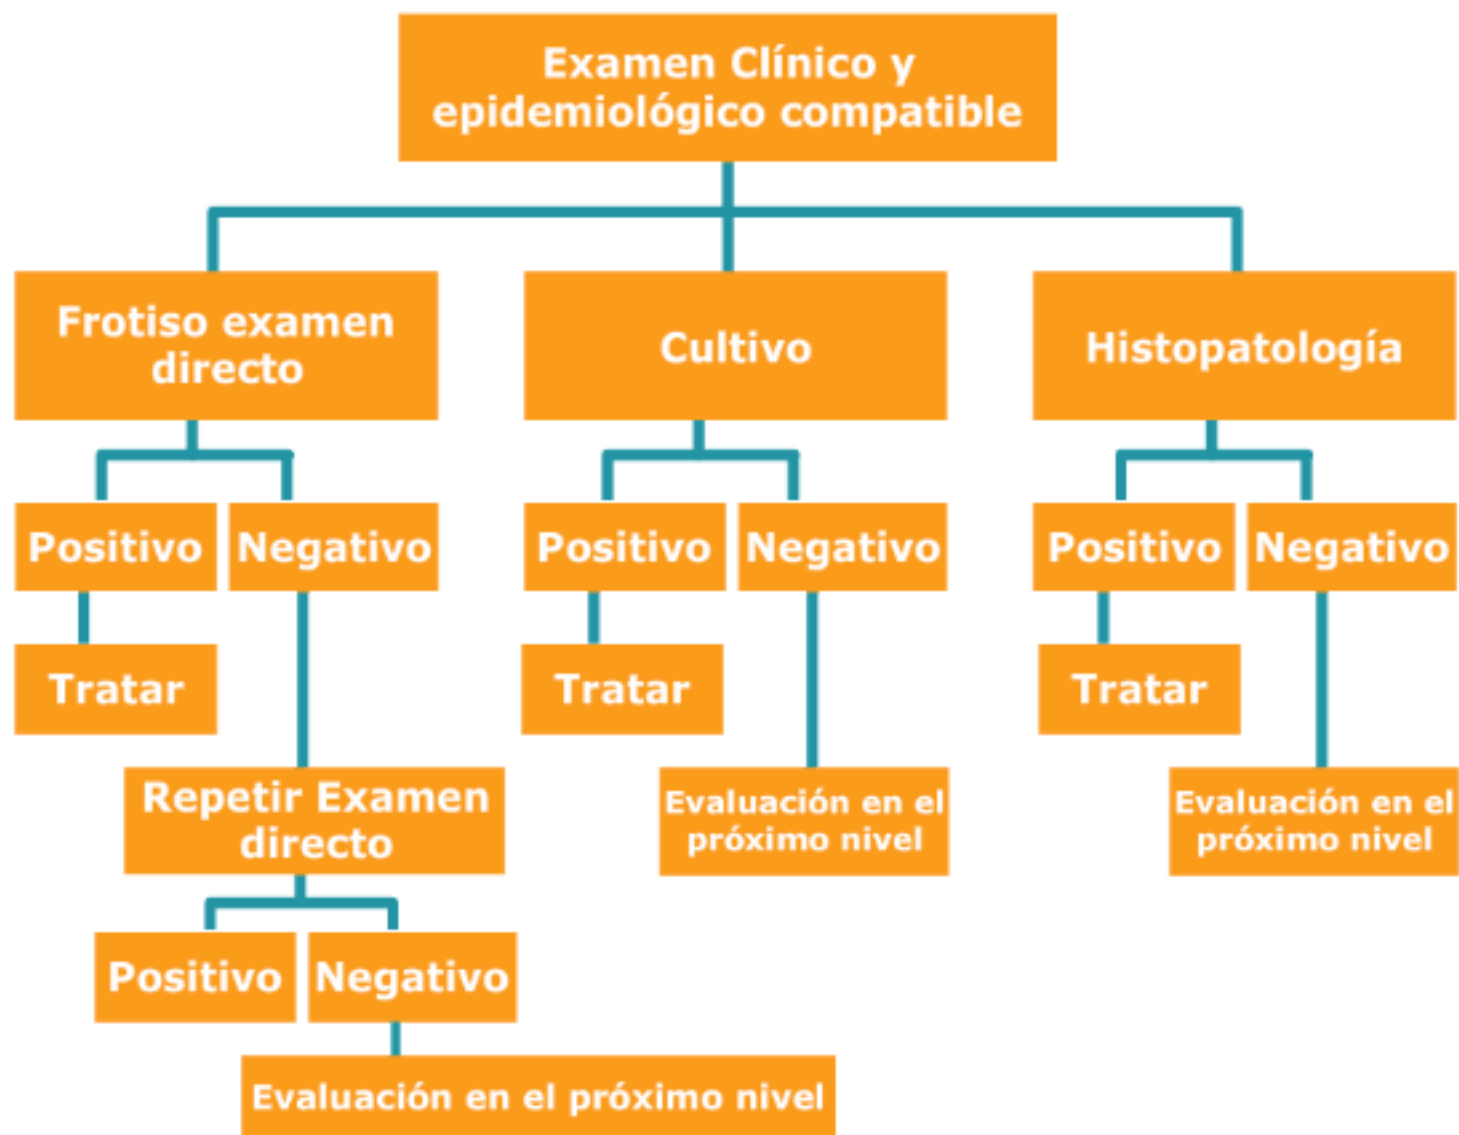 Examen Clínico y
epidemiológico compatible
Frotiso examen
directo
Cultivo
Histopatología
Positivo
Negativo
Positivo
Negativo
Positivo
Negativo
Tratar
Tratar
Tratar
Repetir Examen
directo
Evaluación en el
próximo nivel
Evaluación en el
próximo nivel
Positivo
Negativo
Evaluación en el próximo nivel